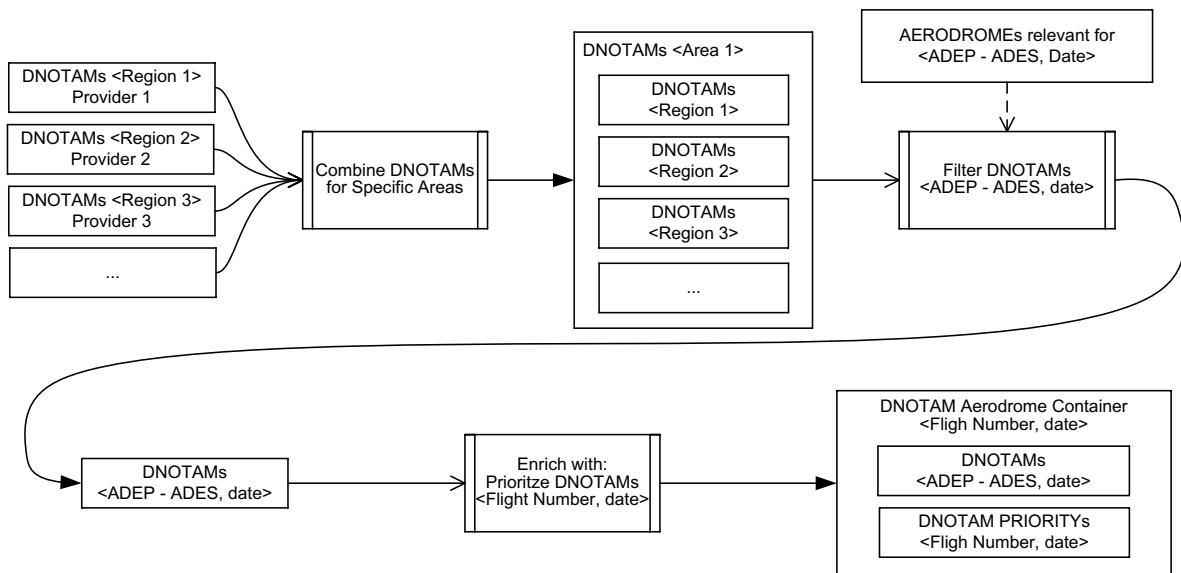 DNOTAMs <Region 1>
Provider 1
DNOTAMs <Region 2>
Provider 2
DNOTAMs <Region 3>
Provider 3
...
Combine DNOTAMs
for Specific Areas
DNOTAMs <Area 1>
DNOTAMs
<Region 1>
DNOTAMs
<Region 2>
DNOTAMs
<Region 3>
...
AERODROMEs relevant for
<ADEP - ADES, Date>
Filter DNOTAMs
<ADEP - ADES, date>
DNOTAMs
<ADEP - ADES, date>
Enrich with:
Prioritze DNOTAMs
<Flight Number, date>
DNOTAM Aerodrome Container
<Fligh Number, date>
DNOTAMs
<ADEP - ADES, date>
DNOTAM PRIORITYs
<Fligh Number, date>